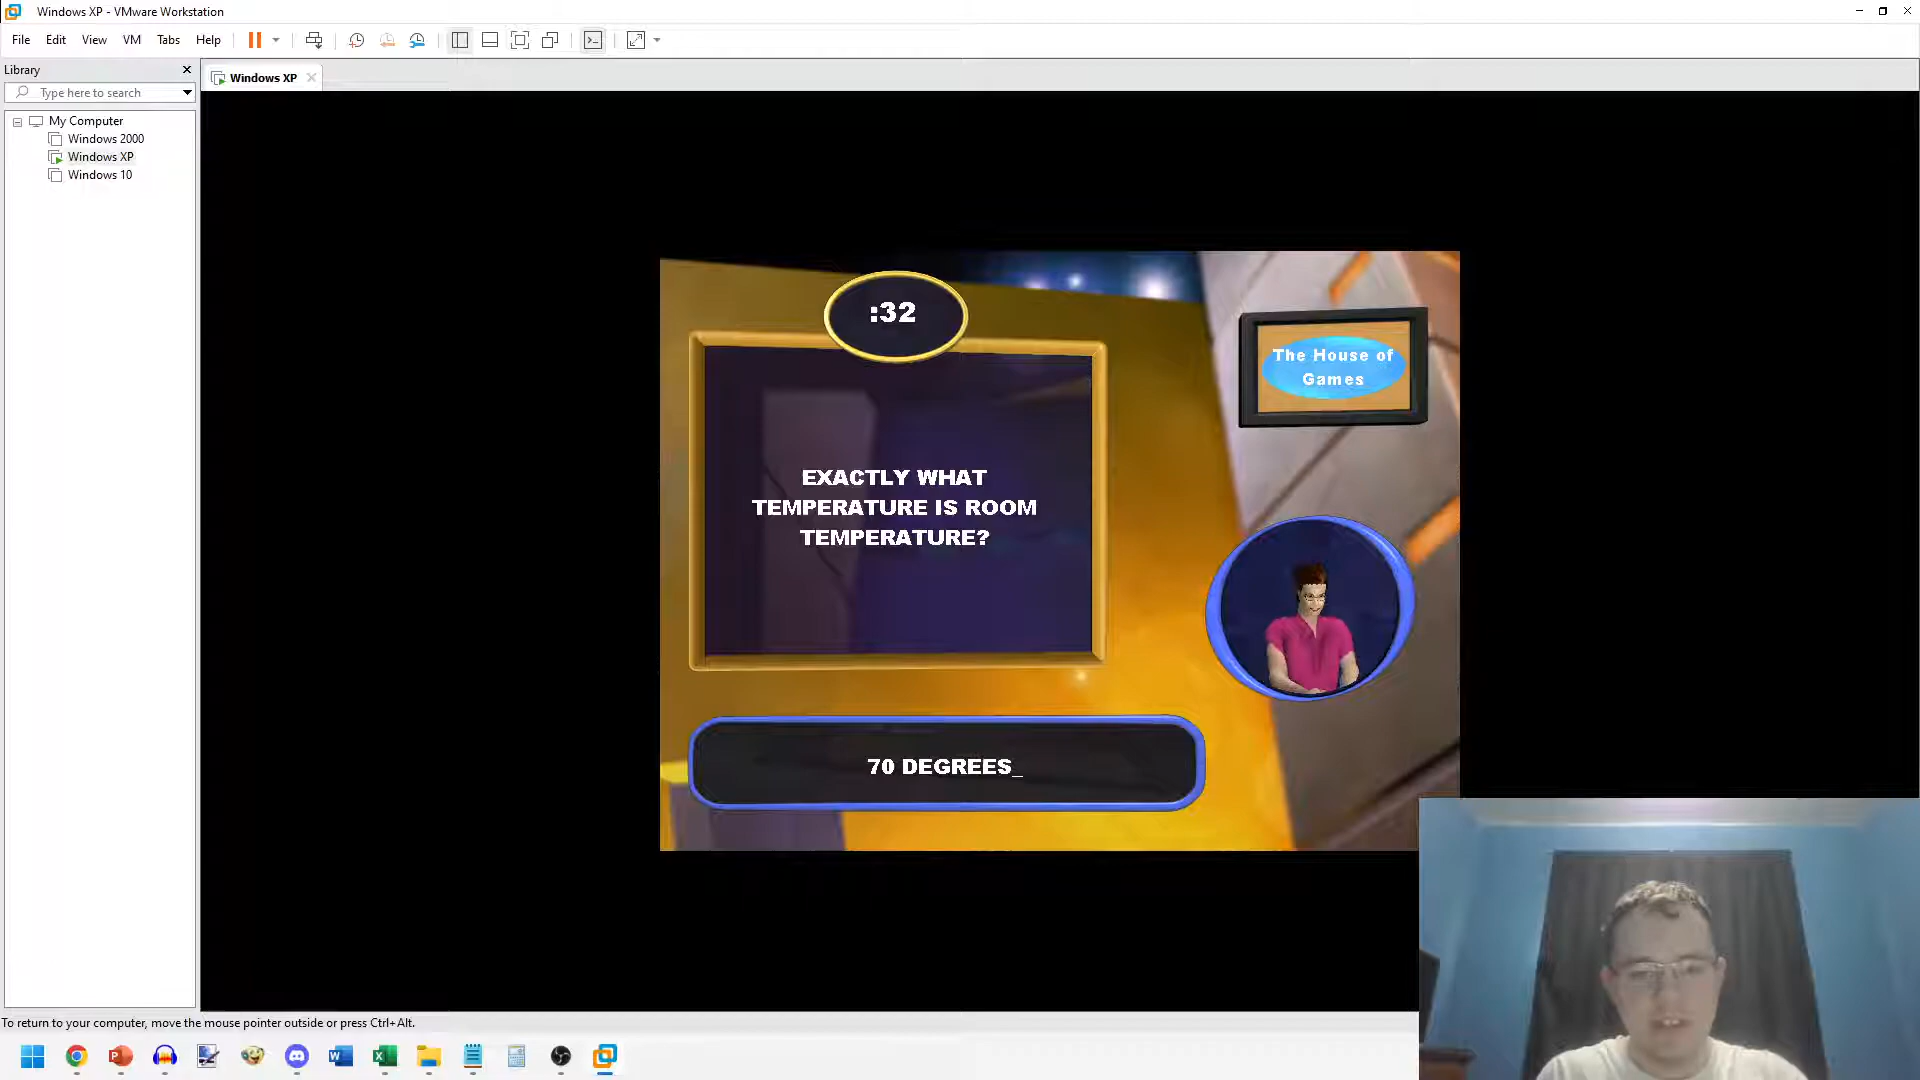 Windows XP - VMware Workstation
File Edit View VM Tabs Help
Library
Type here to search
My Computer
Windows 2000
Windows XP
Windows 10
Windows XP
:32
The House of
Games
EXACTLY WHAT
TEMPERATURE IS ROOM
TEMPERATURE?
70 DEGREES_
To return to your computer, move the mouse pointer outside or press Ctrl+Alt.